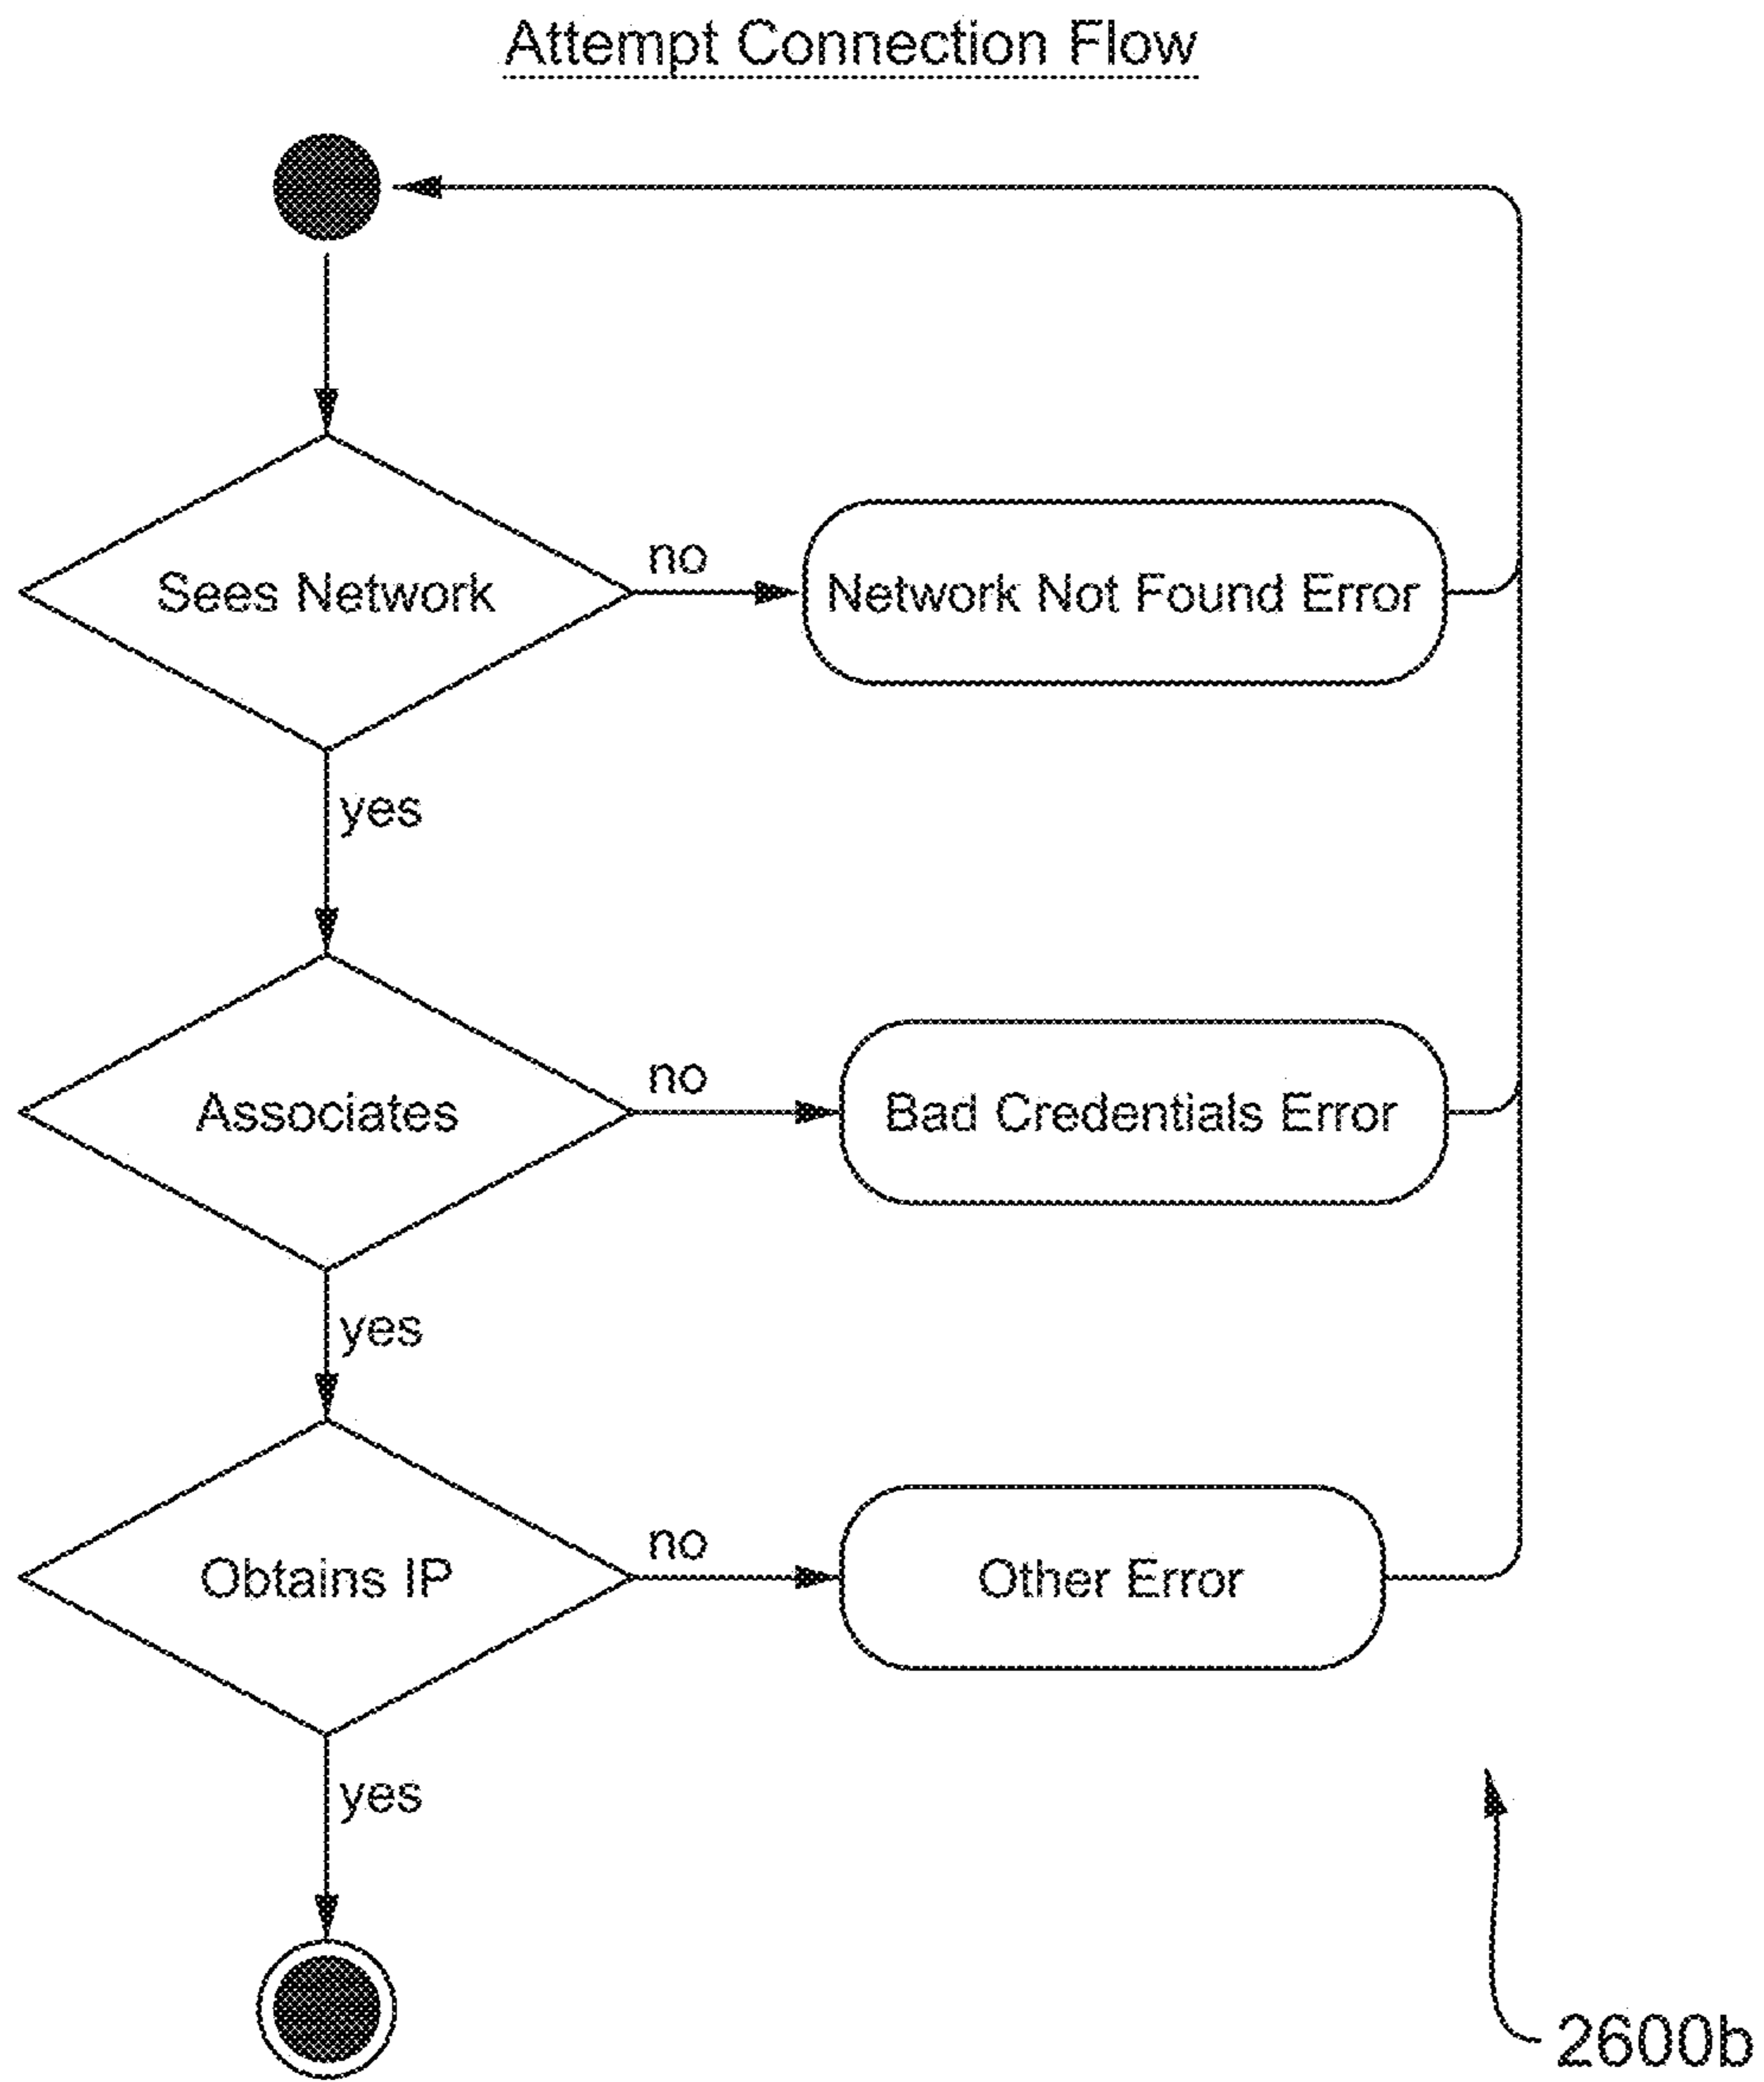 Attempt Connection Flow
Sees Network
no
Network Not Found Error
yes
Associates
no
Bad Credentials Error
yes
Obtains IP
no
Other Error
yes
2600b